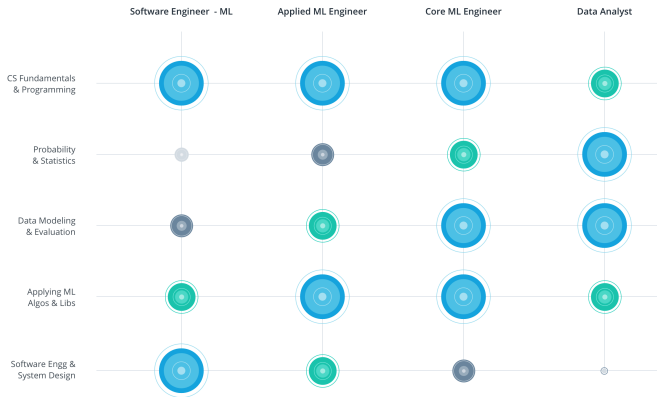 Software Engineer - ML
Applied ML Engineer
Core ML Engineer
Data Analyst
CS Fundamentals
& Programming
Probability
& Statistics
Data Modeling
& Evaluation
Applying ML
Algos & Libs
Software Engg &
System Design